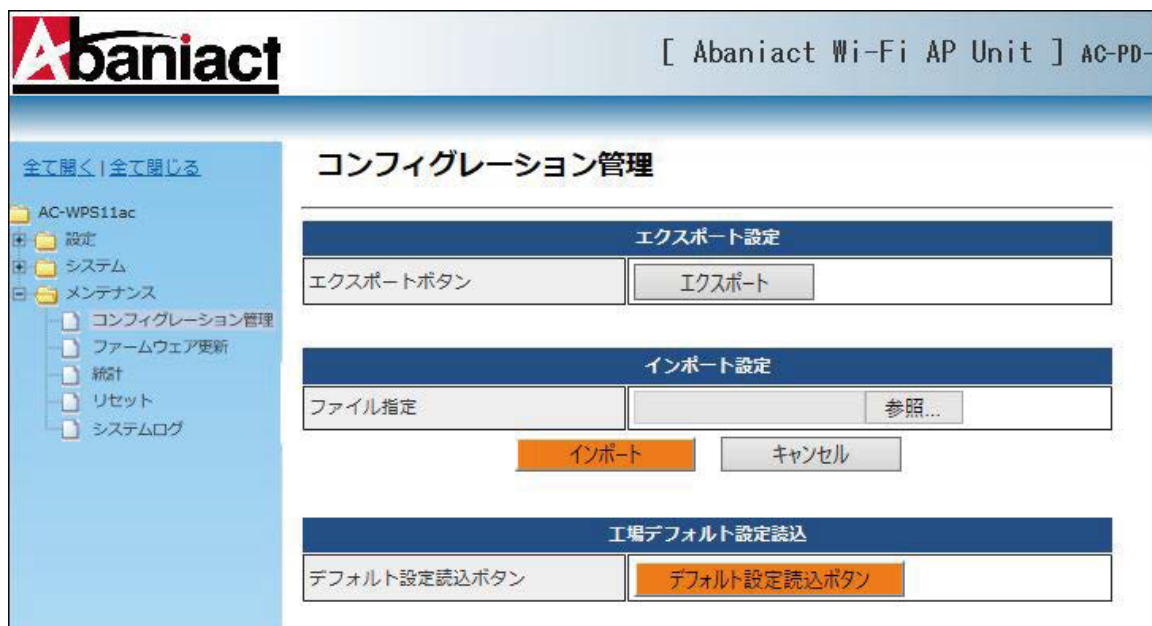 Abaniact
[ Abaniact Wi-Fi AP Unit ] AC-PD-
全て開く | 全て閉じる
AC-WPS11ac
設定
システム
メンテナンス
コンフィグレーション管理
ファームウェア更新
統計
リセット
システムログ
コンフィグレーション管理
エクスポート設定
エクスポートボタン エクスポート
インポート設定
ファイル指定 参照...
インポート キャンセル
工場デフォルト設定読込
デフォルト設定読込ボタン デフォルト設定読込ボタン